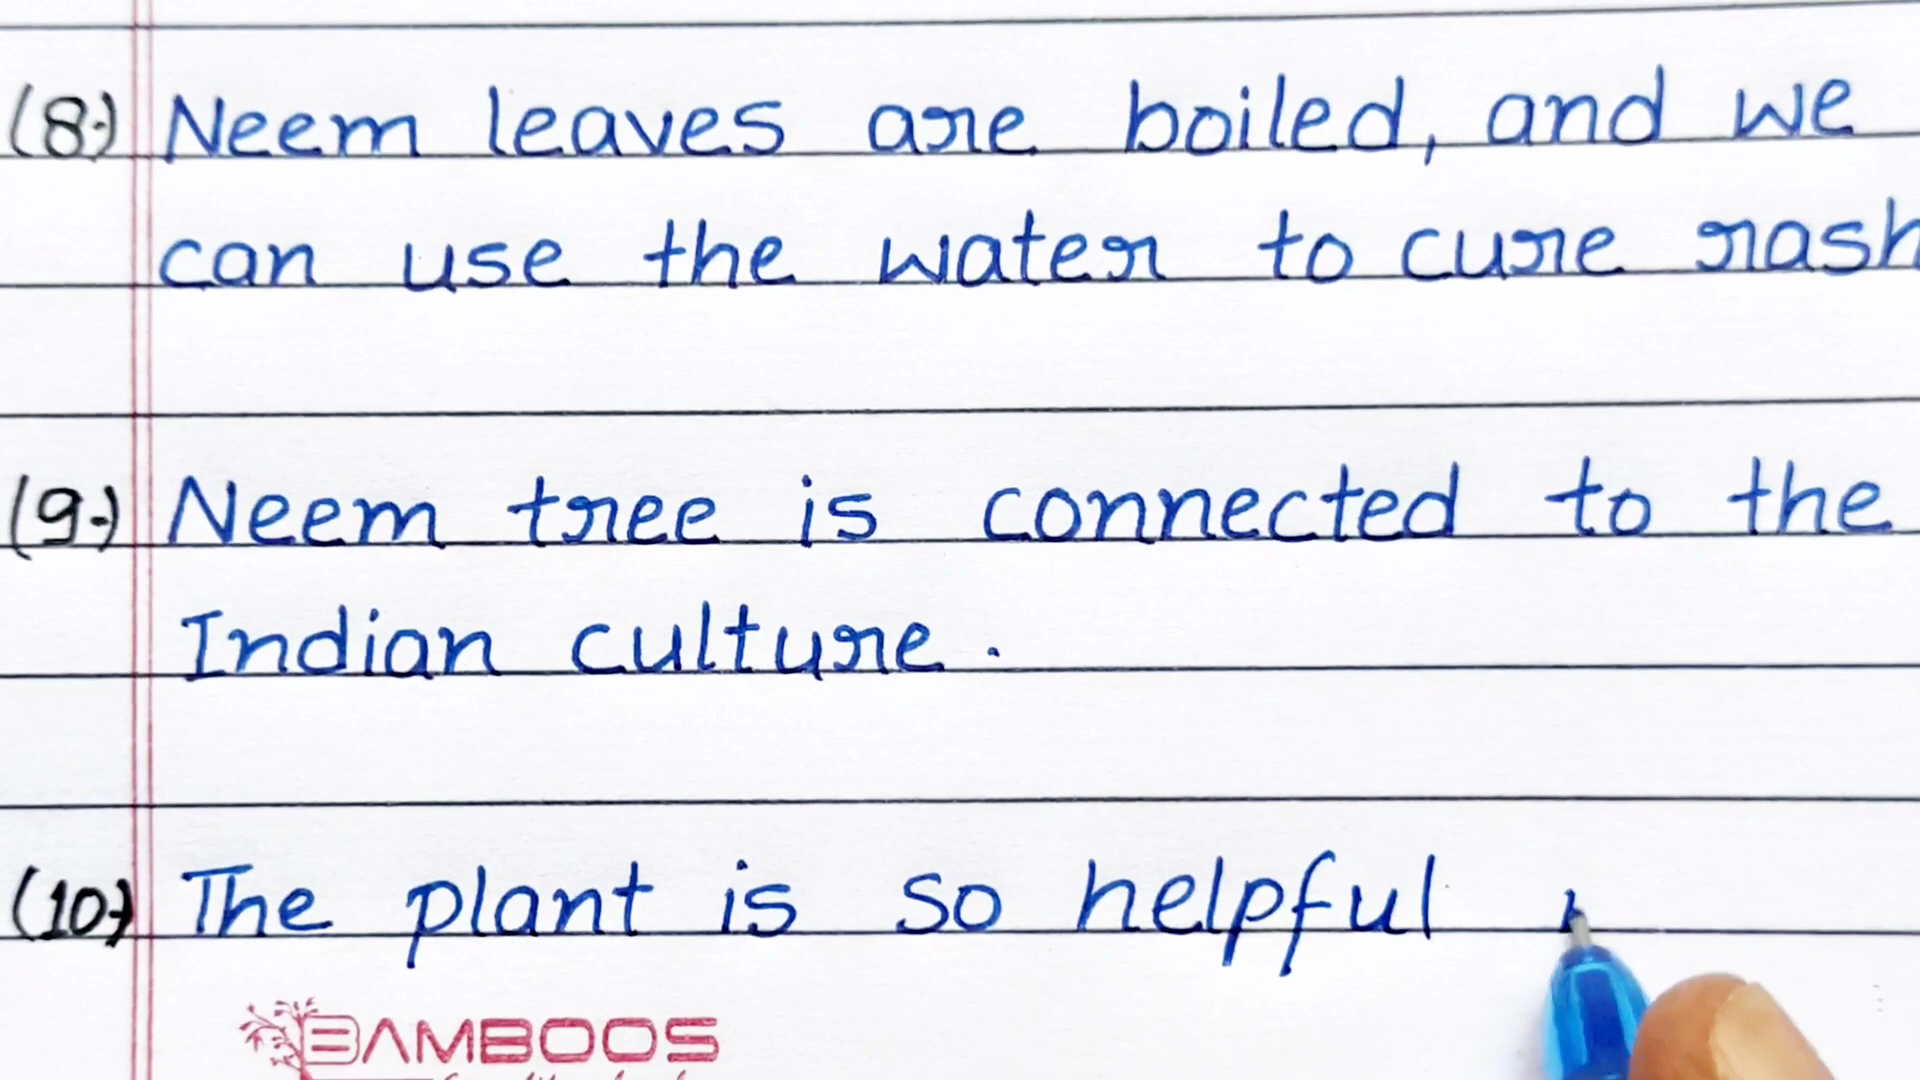 (8.) Neem leaves are boiled, and we
can use the water to cure rash
(9.) Neem tree is connected to the
Indian culture.
(10.) The plant is so helpful
BAMBOOS